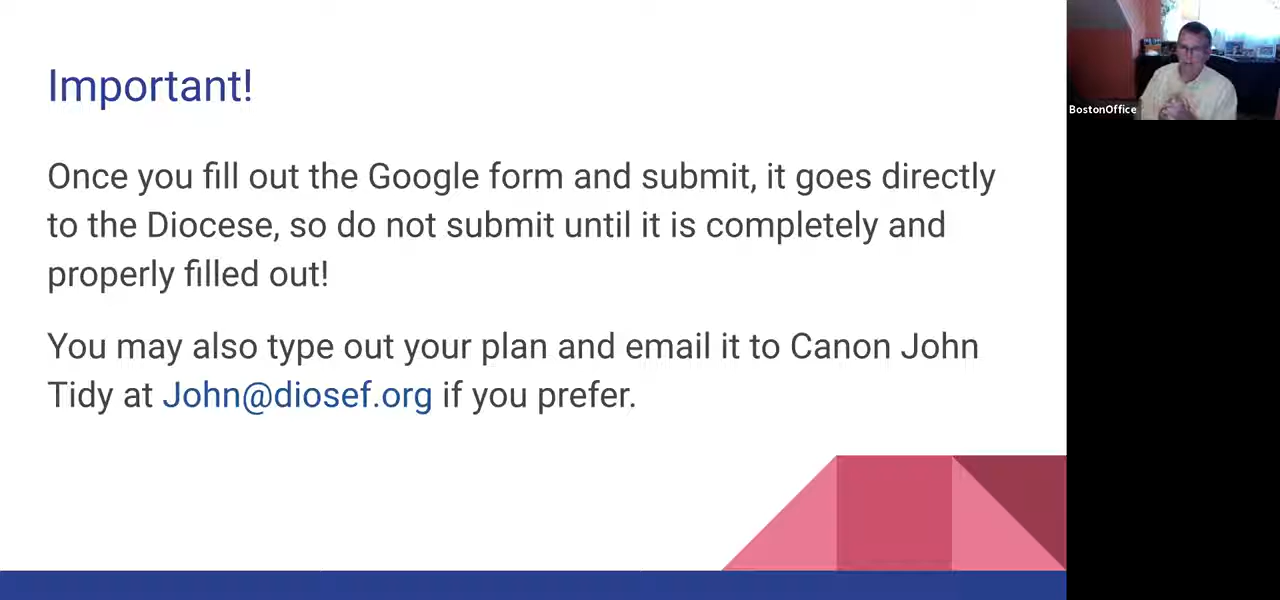 Important!
Once you fill out the Google form and submit, it goes directly
to the Diocese, so do not submit until it is completely and
properly filled out!
You may also type out your plan and email it to Canon John
Tidy at John@diosef.org if you prefer.
BostonOffice